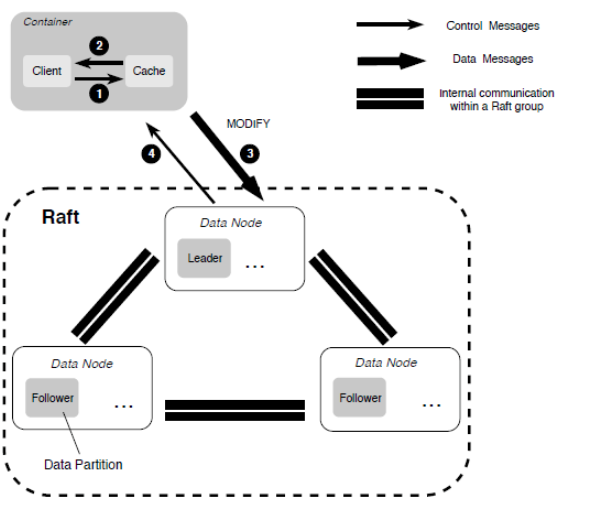 Container
Client
Cache
2
1
Control Messages
Data Messages
Internal communication
within a Raft group
MODIFY
4
3
Raft
Data Node
Leader
...
Data Node
Follower
...
Data Node
Follower
...
Data Partition